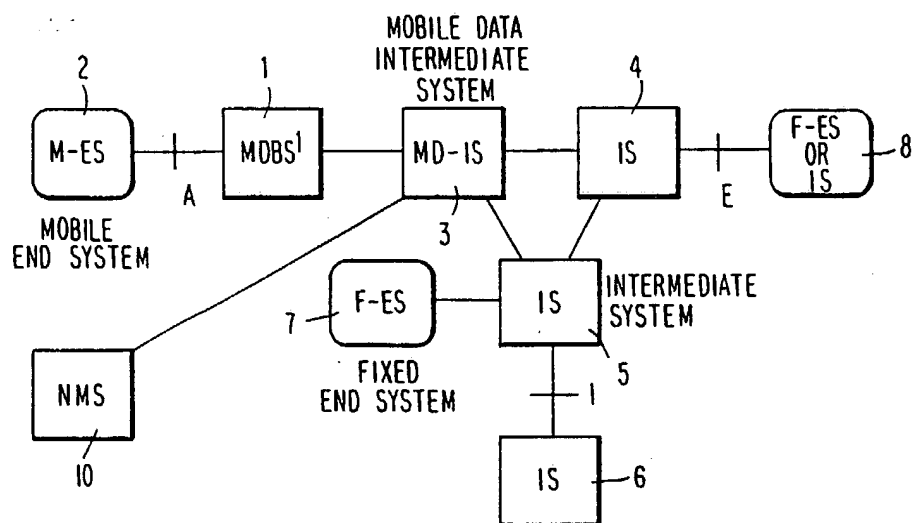 MOBILE DATA
INTERMEDIATE
SYSTEM
2
1
4
M-ES
MDBS¹
MD-IS
IS
F-ES
OR
IS
8
A
E
3
MOBILE
END SYSTEM
7
F-ES
IS
INTERMEDIATE
SYSTEM
5
FIXED
END SYSTEM
NMS
10
I
IS
6